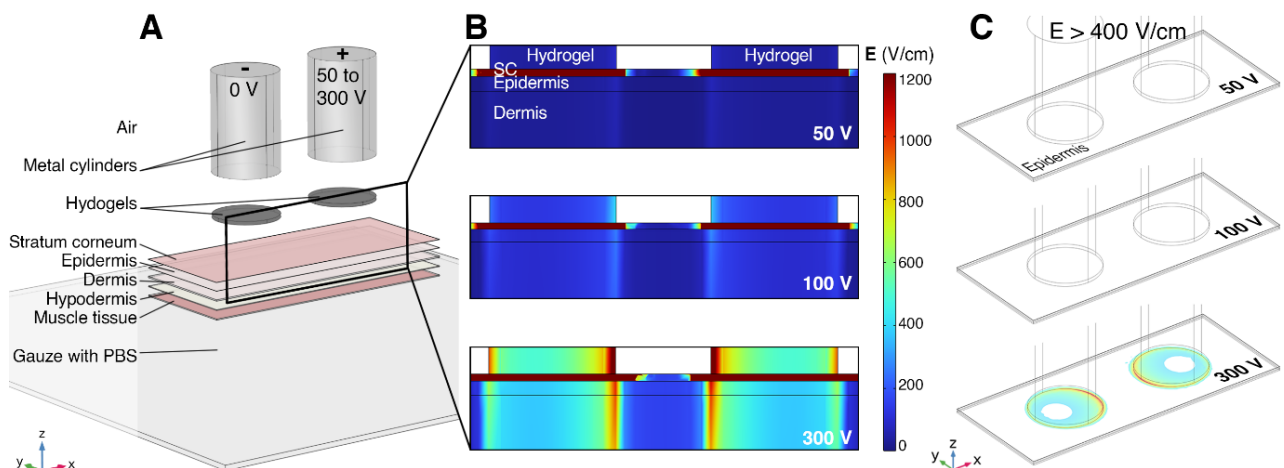 A
-
0 V
+
50 to
300 V
Air
Metal cylinders
Hydogels
Stratum corneum
Epidermis
Dermis
Hypodermis
Muscle tissue
Gauze with PBS
z
y
x
B
Hydrogel
Hydrogel
SC
Epidermis
Dermis
50 V
100 V
300 V
E (V/cm)
1200
1000
800
600
400
200
0
C
E > 400 V/cm
50 V
Epidermis
100 V
300 V
z
y
x